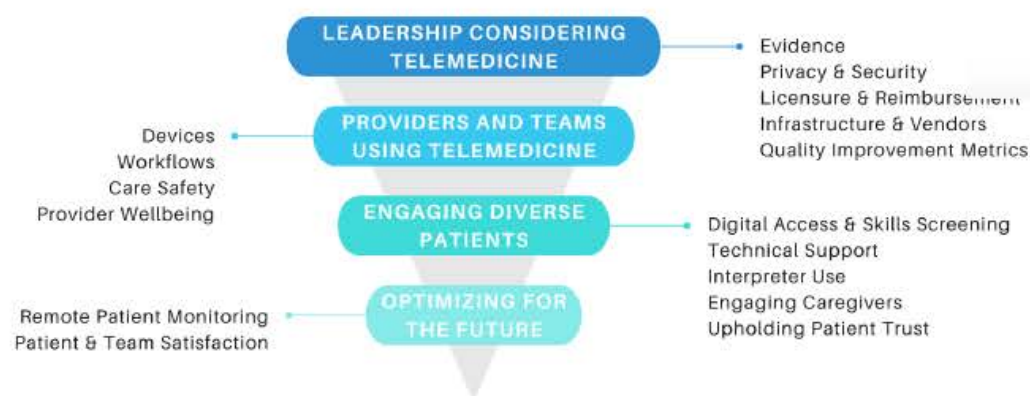 LEADERSHIP CONSIDERING
TELEMEDICINE
Evidence
Privacy & Security
Licensure & Reimbursement
Infrastructure & Vendors
Quality Improvement Metrics
PROVIDERS AND TEAMS
USING TELEMEDICINE
Devices
Workflows
Care Safety
Provider Wellbeing
ENGAGING DIVERSE
PATIENTS
Digital Access & Skills Screening
Technical Support
Interpreter Use
Engaging Caregivers
Upholding Patient Trust
OPTIMIZING FOR
THE FUTURE
Remote Patient Monitoring
Patient & Team Satisfaction